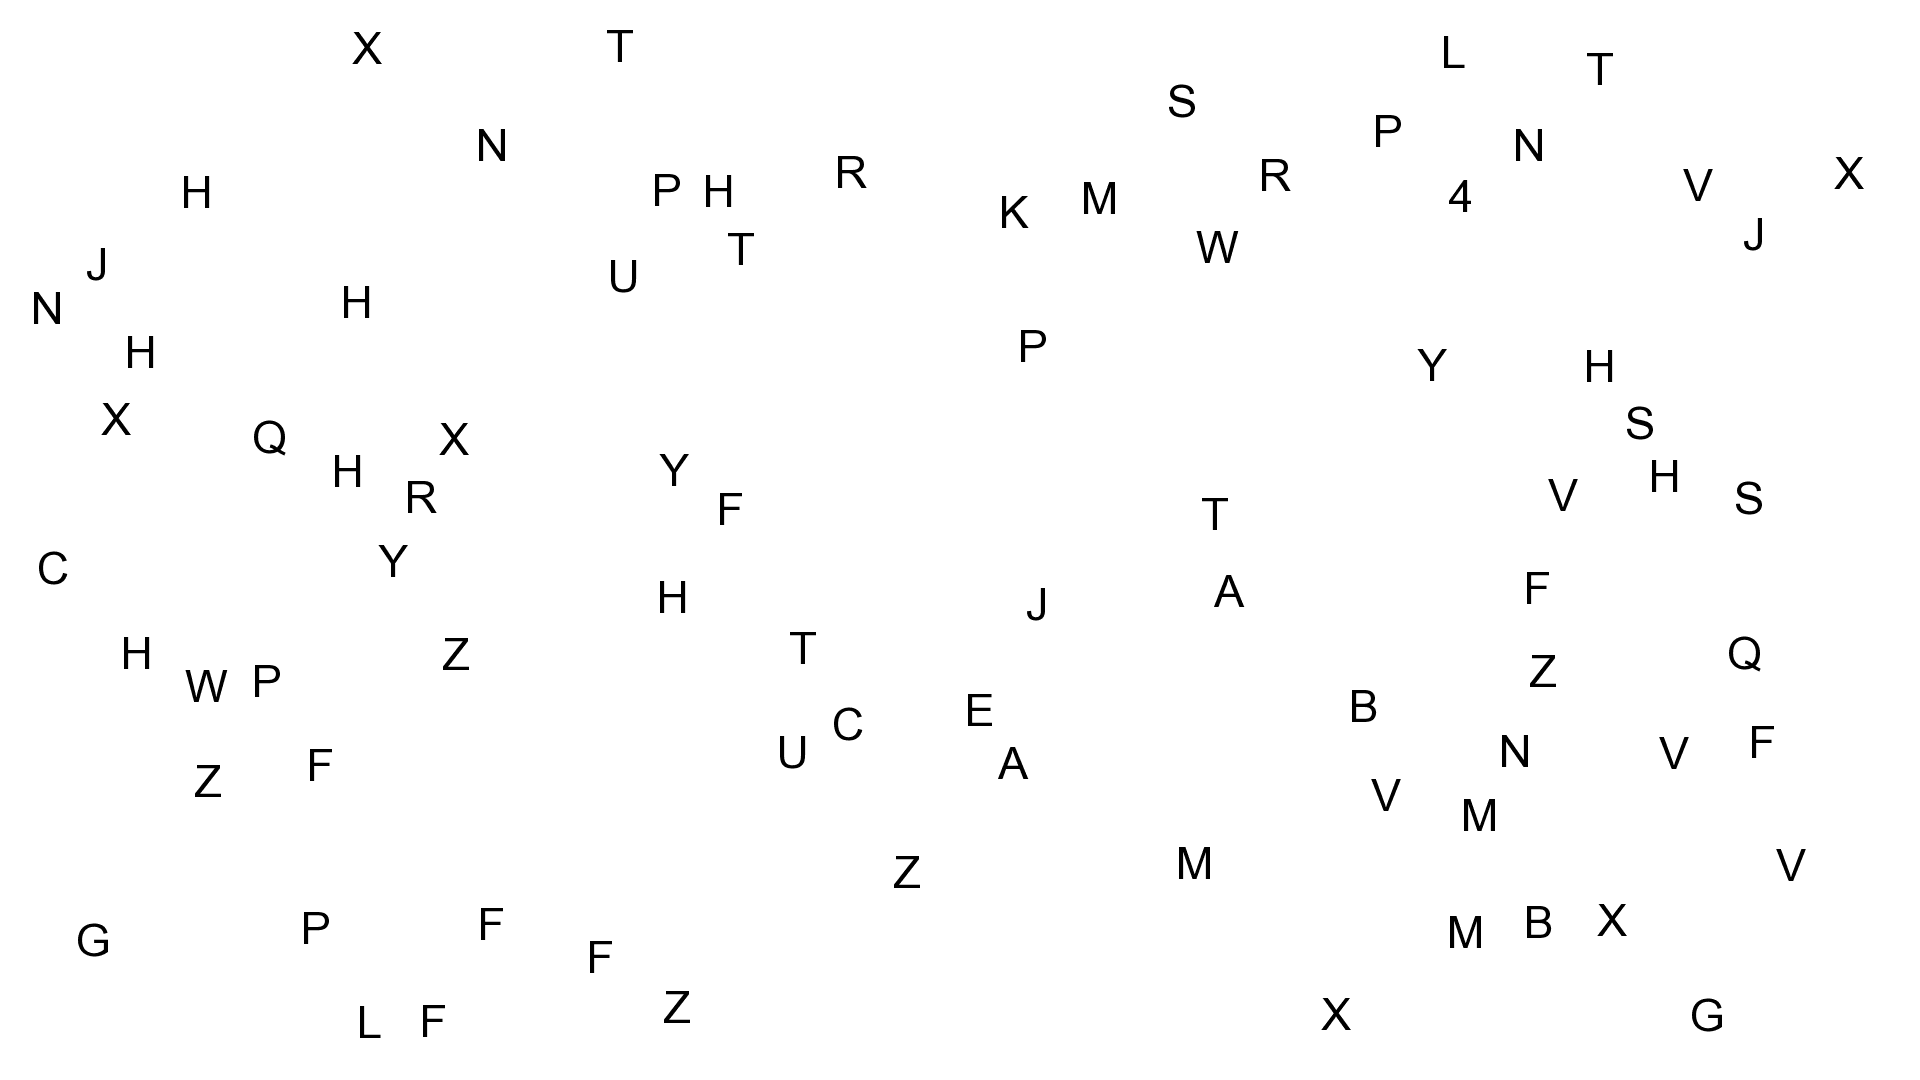 X T L T
S
N P N
H P H R K M R 4 V X
J U T W J
N H
H P Y H
X Q H X S
R Y F T V H S
C Y H J A F
H W P Z T Z Q
U C E B N V F
Z F A V M
Z M V
G P F F M B X
L F Z X G